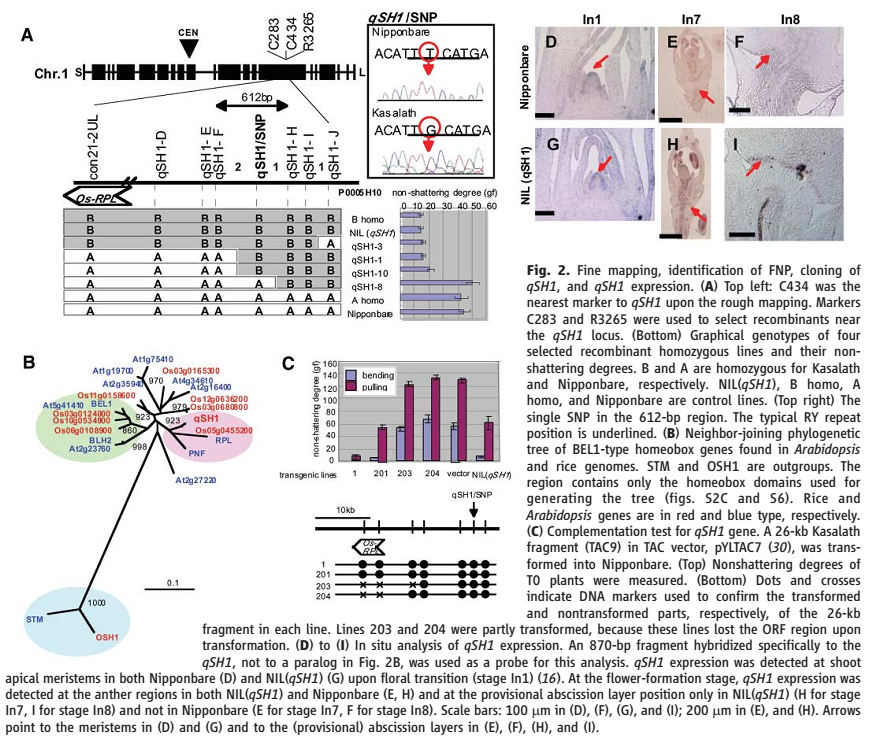 A
CEN
C283
C434
R3265
Chr.1 S L
612bp
qSH1/SNP
Nipponbare
ACATTTCATGA
Kasalath
ACATTGCATGA
con21-2UL
qSH1-D
qSH1-E
qSH1-F
2
qSH1/SNP
1
qSH1-H
qSH1-I
1
qSH1-J
Os-RPL
P0005H10
non-shattering degree (gf)
0 10 20 30 40 50 60
B B B B B B B B B homo
B B B B B B B B NIL (qSH1)
B B B B B B B A qSH1-3
A A A A B B B B qSH1-1
A A A A B B B B qSH1-10
A A A A A B B B qSH1-8
A A A A A A A A A homo
A A A A A A A A Nipponbare
In1 In7 In8
D E F
Nipponbare
G H I
NIL (qSH1)
B
At1g75410
At1g19700
Os03g0165300
970
At2g35940
At4g34610
At2g16400
Os11g0158600
Os12g0636200
At5g41410
BEL1
979
Os03g0680800
Os03g0124000
923
923
qSH1
Os10g0534900
860
Os05g0455200
Os06g0108900
RPL
BLH2
998
PNF
At2g23760
At2g27220
0.1
1000
STM
OSH1
C
non-shattering degree (gf)
160
140
120
100
80
60
40
20
0
bending
pulling
transgenic lines 1 201 203 204 vector NIL(qSH1)
qSH1/SNP
10kb
Os-RPL
1
201
203
204
Fig. 2. Fine mapping, identification of FNP, cloning of
qSH1, and qSH1 expression. (A) Top left: C434 was the
nearest marker to qSH1 upon the rough mapping. Markers
C283 and R3265 were used to select recombinants near
the qSH1 locus. (Bottom) Graphical genotypes of four
selected recombinant homozygous lines and their non-
shattering degrees. B and A are homozygous for Kasalath
and Nipponbare, respectively. NIL(qSH1), B homo, A
homo, and Nipponbare are control lines. (Top right) The
single SNP in the 612-bp region. The typical RY repeat
position is underlined. (B) Neighbor-joining phylogenetic
tree of BEL1-type homeobox genes found in Arabidopsis
and rice genomes. STM and OSH1 are outgroups. The
region contains only the homeobox domains used for
generating the tree (figs. S2C and S6). Rice and
Arabidopsis genes are in red and blue type, respectively.
(C) Complementation test for qSH1 gene. A 26-kb Kasalath
fragment (TAC9) in TAC vector, pYLTAC7 (30), was trans-
formed into Nipponbare. (Top) Nonshattering degrees of
T0 plants were measured. (Bottom) Dots and crosses
indicate DNA markers used to confirm the transformed
and nontransformed parts, respectively, of the 26-kb
fragment in each line. Lines 203 and 204 were partly transformed, because these lines lost the ORF region upon
transformation. (D) to (I) In situ analysis of qSH1 expression. An 870-bp fragment hybridized specifically to the
qSH1, not to a paralog in Fig. 2B, was used as a probe for this analysis. qSH1 expression was detected at shoot
apical meristems in both Nipponbare (D) and NIL(qSH1) (G) upon floral transition (stage In1) (16). At the flower-formation stage, qSH1 expression was
detected at the anther regions in both NIL(qSH1) and Nipponbare (E, H) and at the provisional abscission layer position only in NIL(qSH1) (H for stage
In7, I for stage In8) and not in Nipponbare (E for stage In7, F for stage In8). Scale bars: 100 μm in (D), (F), (G), and (I); 200 μm in (E), and (H). Arrows
point to the meristems in (D) and (G) and to the (provisional) abscission layers in (E), (F), (H), and (I).